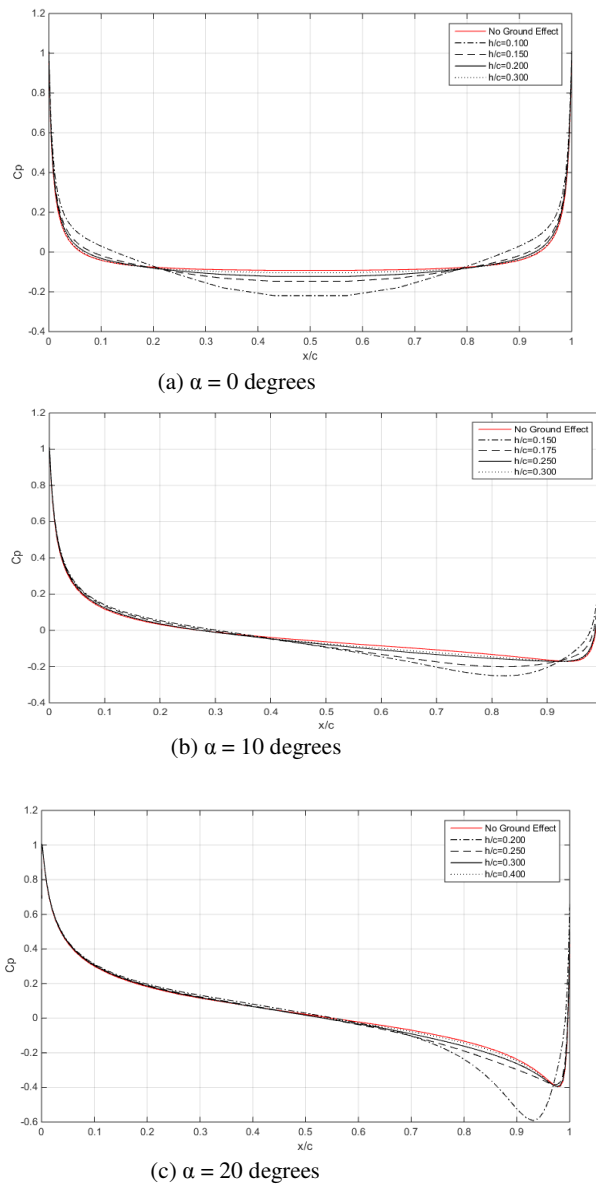 1.2
1
0.8
0.6
0.4
0.2
0
-0.2
-0.4
Cp
No Ground Effect
h/c=0.100
h/c=0.150
h/c=0.200
h/c=0.300
0 0.1 0.2 0.3 0.4 0.5 0.6 0.7 0.8 0.9 1
x/c
(a) α = 0 degrees
1.2
1
0.8
0.6
0.4
0.2
0
-0.2
-0.4
Cp
No Ground Effect
h/c=0.150
h/c=0.175
h/c=0.250
h/c=0.300
0 0.1 0.2 0.3 0.4 0.5 0.6 0.7 0.8 0.9
x/c
(b) α = 10 degrees
1.2
1
0.8
0.6
0.4
0.2
0
-0.2
-0.4
-0.6
Cp
No Ground Effect
h/c=0.200
h/c=0.250
h/c=0.300
h/c=0.400
0 0.1 0.2 0.3 0.4 0.5 0.6 0.7 0.8 0.9 1
x/c
(c) α = 20 degrees